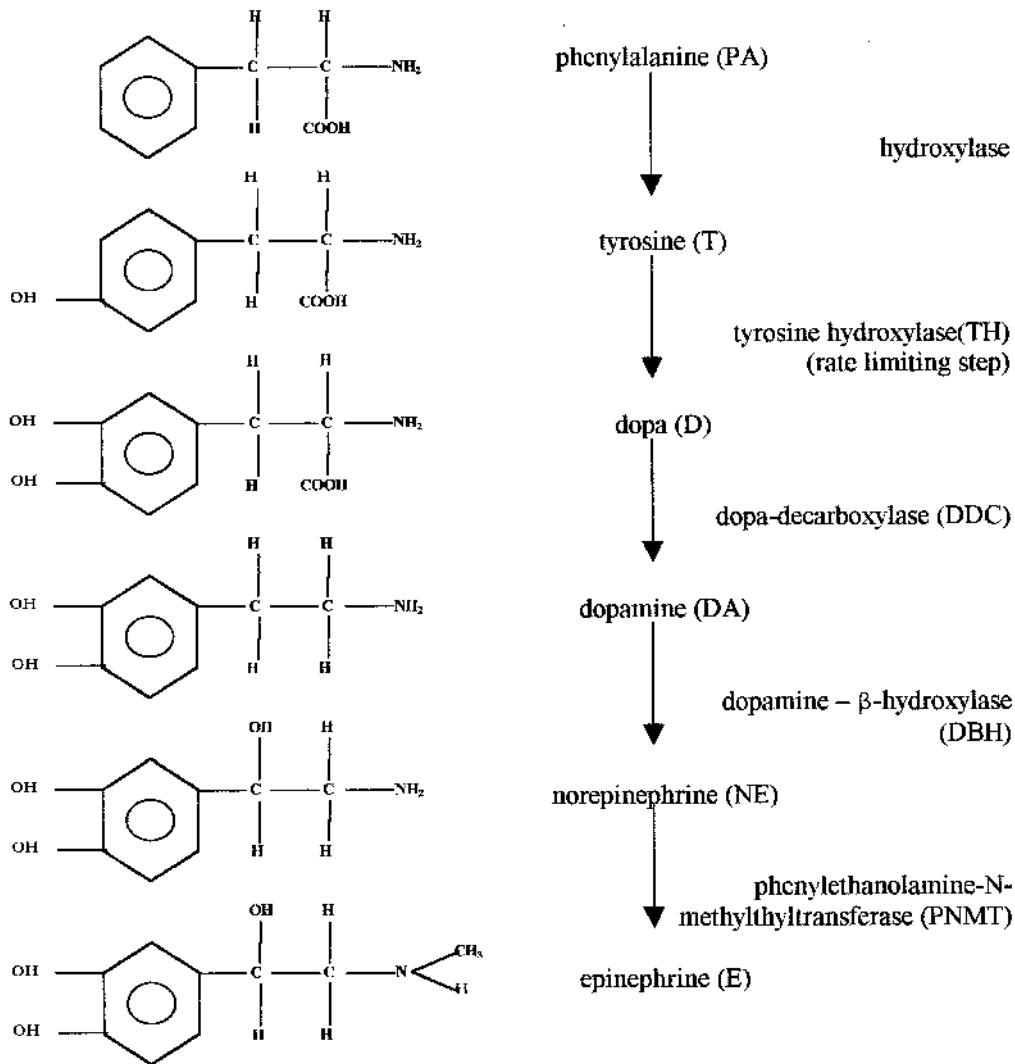 H H
C C NH₂
H COOH
phenylalanine (PA)
hydroxylase
H H
C C NH₂
OH H COOH
tyrosine (T)
tyrosine hydroxylase(TH)
(rate limiting step)
H H
OH C C NH₂
OH H COOH
dopa (D)
dopa-decarboxylase (DDC)
H H
OH C C NH₂
OH H H
dopamine (DA)
dopamine – β-hydroxylase
(DBH)
OH H
OH C C NH₂
OH H H
norepinephrine (NE)
phenylethanolamine-N-
methylthyltransferase (PNMT)
OH H
CH₃
OH C C N
H
OH H H
epinephrine (E)